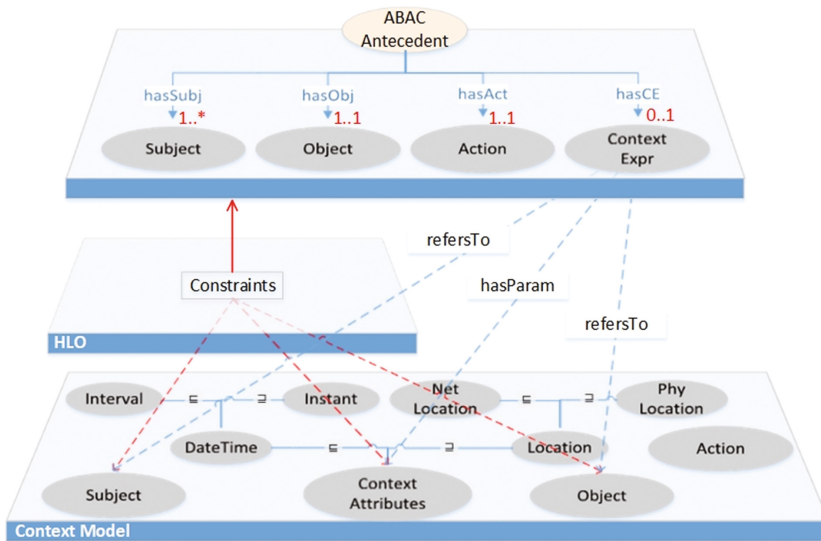 ABAC
Antecedent
hasSubj hasObj hasAct hasCE
1..* 1..1 1..1 0..1
Subject Object Action Context
Expr
refersTo
Constraints hasParam
refersTo
HLO
Interval ⊑ ⊒ Instant Net
Location ⊑ ⊒ Phy
Location
DateTime ⊑ ⊒ Location Action
Subject Context
Attributes Object
Context Model